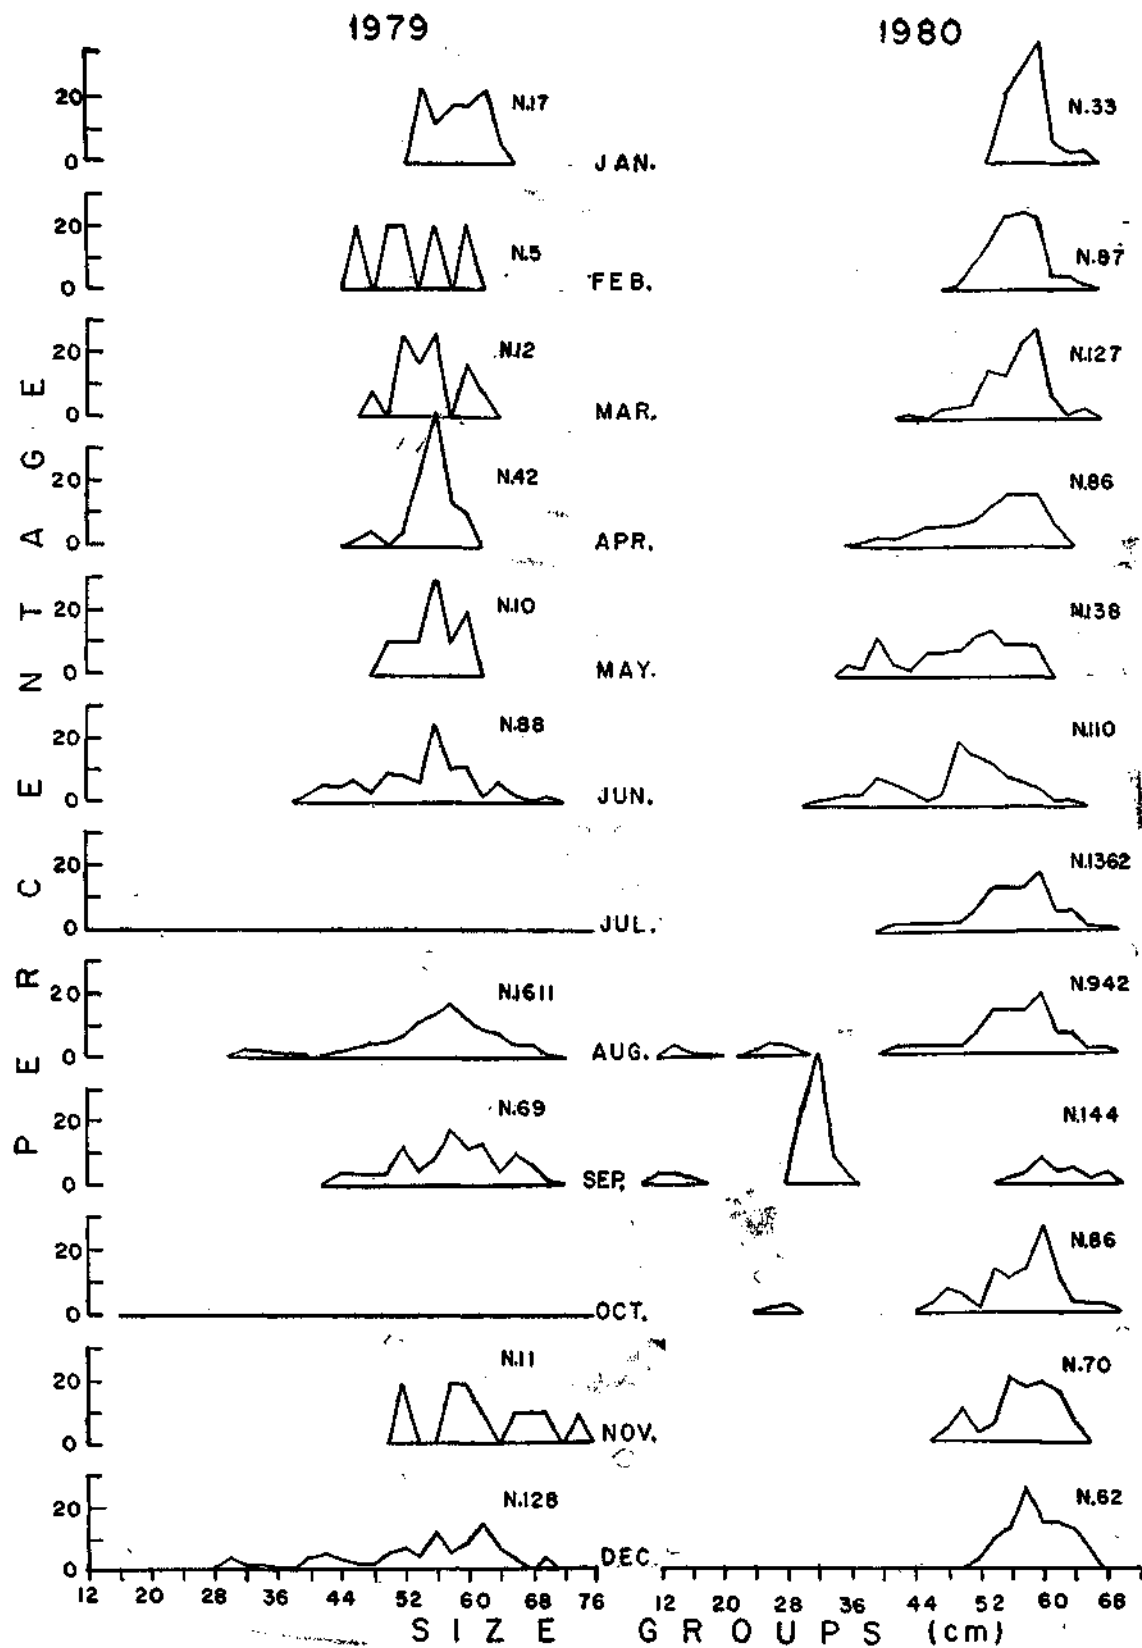 1979 1980
20 N.17 N.33
0 JAN.
20 N.5 N.87
0 FEB.
20 N.12 N.127
0 MAR.
20 N.42 N.86
0 APR.
20 N.10 N.138
0 MAY.
20 N.88 N.110
0 JUN.
20 N.1362
0 JUL.
20 N.1611 N.942
0 AUG.
20 N.69 N.144
0 SEP.
20 N.86
0 OCT.
20 N.11 N.70
0 NOV.
20 N.128 N.62
0 DEC
12 20 28 36 44 52 60 68 76 12 20 28 36 44 52 60 68
SIZE GROUPS (cm)
PERCENTAGE